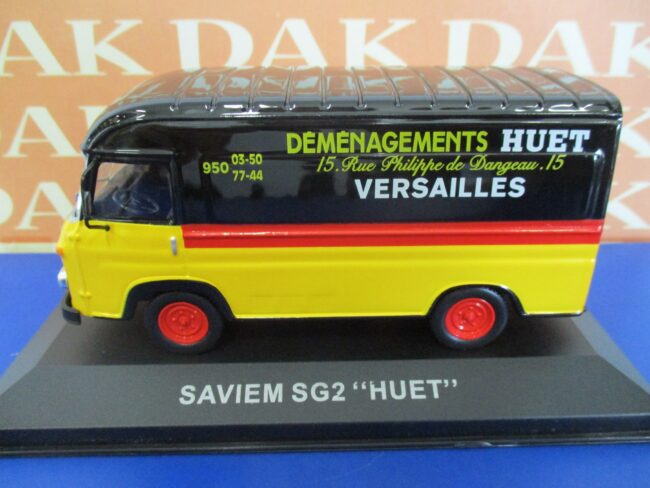 DAK DAK DAK
DAK DAK
DÉMÉNAGEMENTS HUET
950 03-50
77-44
15. Rue Philippe de Dangeau .15
VERSAILLES
SAVIEM SG2 "HUET"